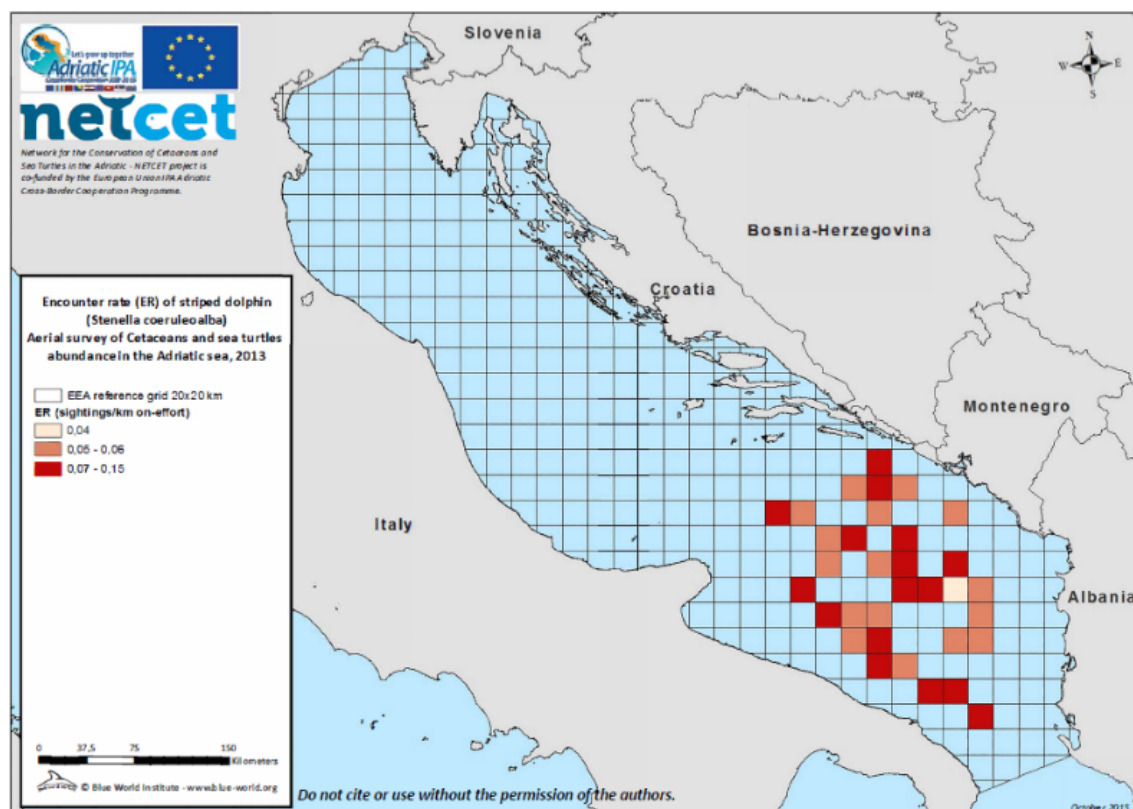 Let's grow up together
Adriatic IPA
netcet
Network for the Conservation of Cetaceans and
Sea Turtles in the Adriatic - NETCET project is
co-funded by the European Union IPA Adriatic
Cross-Border Cooperation Programme.
Slovenia
N
W E
S
Bosnia-Herzegovina
Croatia
Montenegro
Italy
Albania
Encounter rate (ER) of striped dolphin
(Stenella coeruleoalba)
Aerial survey of Cetaceans and sea turtles
abundance in the Adriatic sea, 2013
EEA reference grid 20x20 km
ER (sightings/km on-effort)
0,04
0,05 - 0,06
0,07 - 0,15
0 37,5 75 150
Kilometers
© Blue World Institute - www.blue-world.org
Do not cite or use without the permission of the authors.